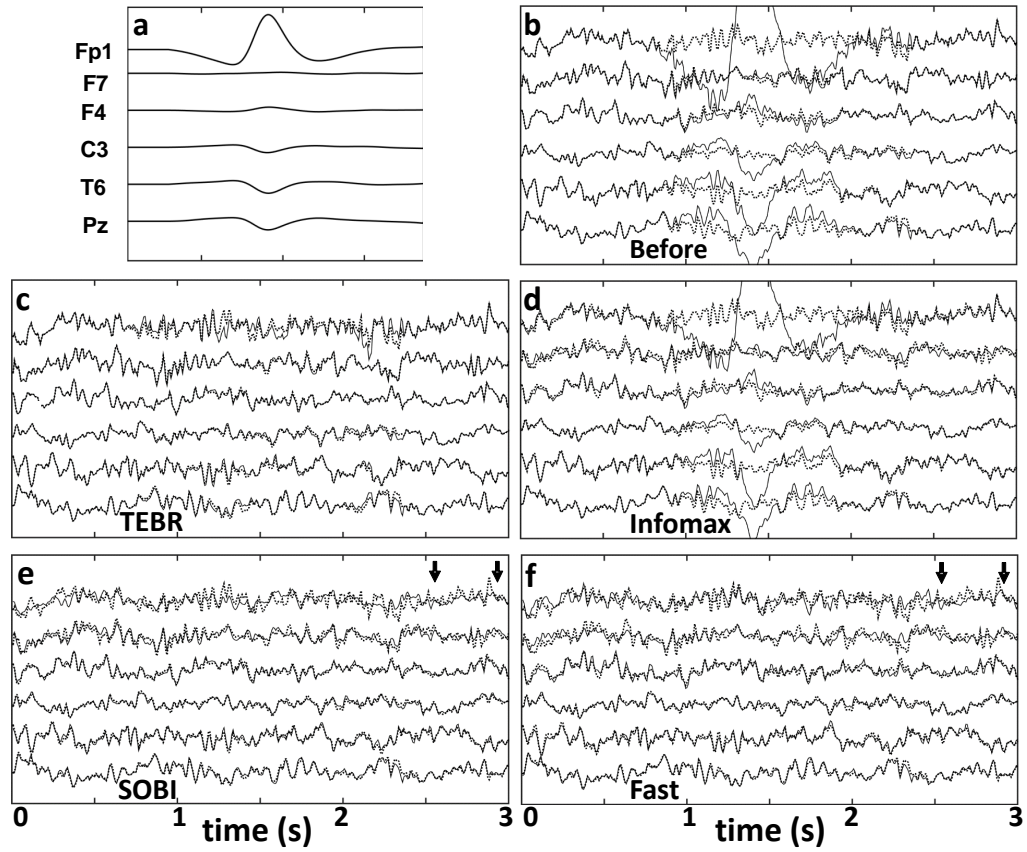 a
Fp1
F7
F4
C3
T6
Pz
b
Before
c
TEBR
d
Infomax
e
SOBI
f
Fast
0 1 2 3
time (s)
0 1 2 3
time (s)